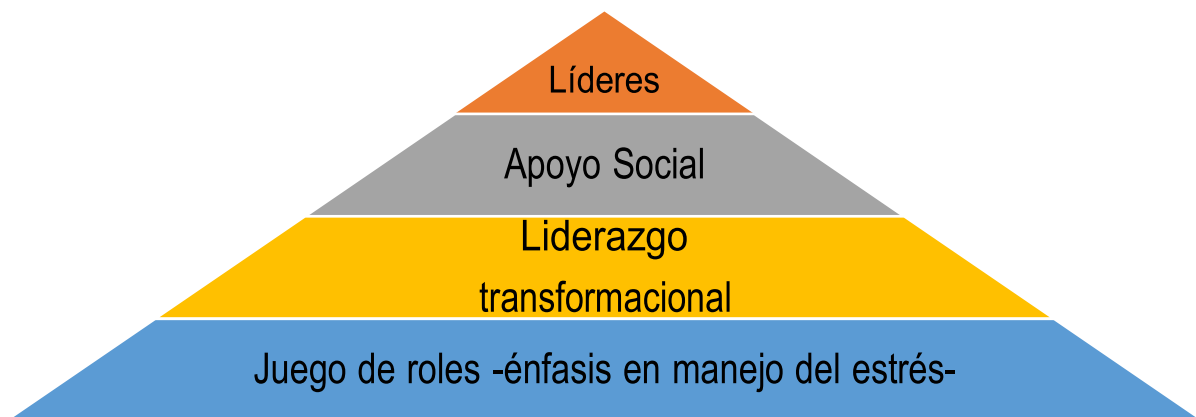 Líderes
Apoyo Social
Liderazgo
transformacional
Juego de roles -énfasis en manejo del estrés-